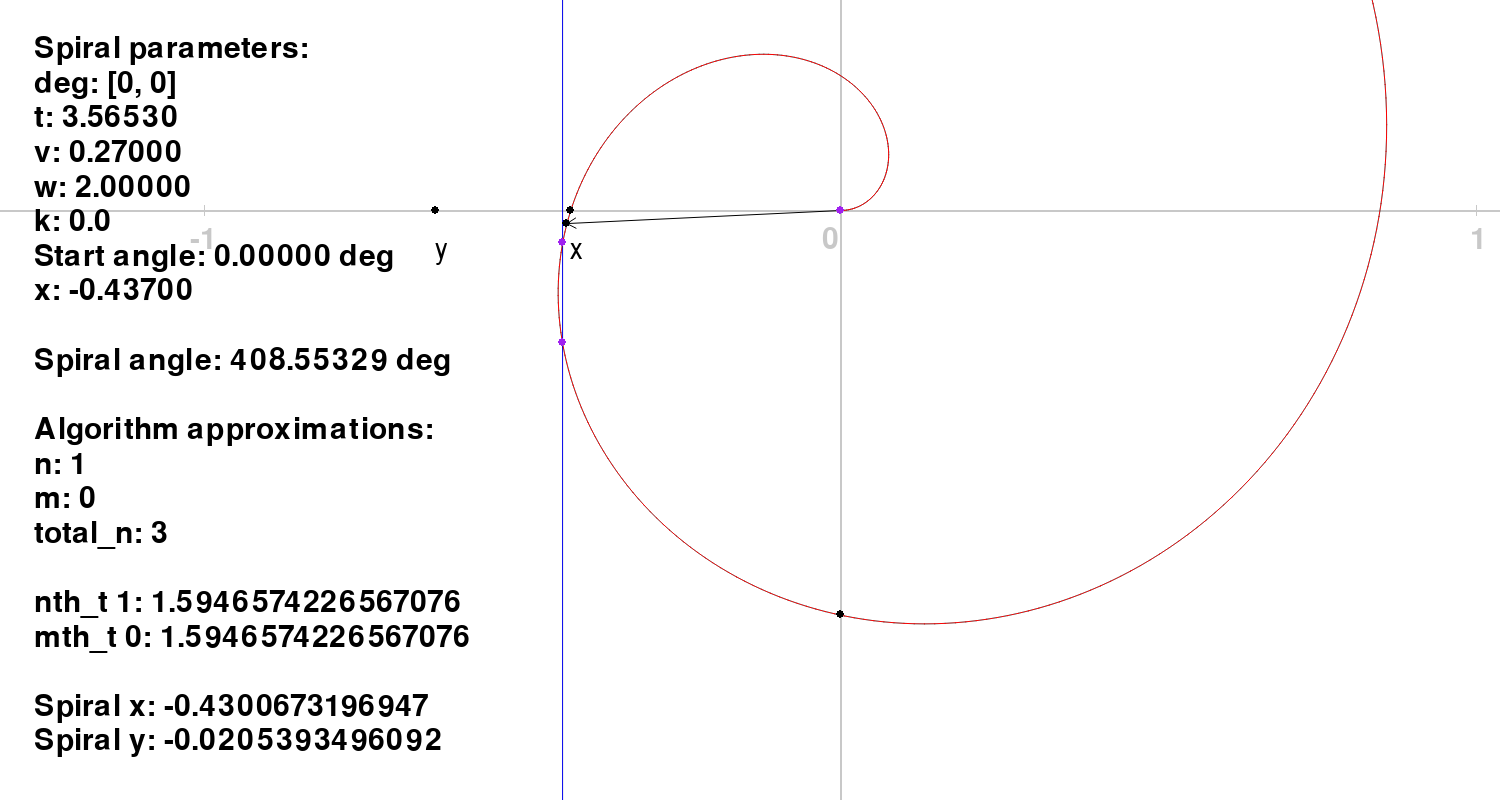 Spiral parameters:
deg: [0, 0]
t: 3.56530
v: 0.27000
w: 2.00000
k: 0.0
-1
0
1
Start angle: 0.00000 deg
y
x
x: -0.43700
Spiral angle: 408.55329 deg
Algorithm approximations:
n: 1
m: 0
total_n: 3
nth_t 1: 1.5946574226567076
mth_t 0: 1.5946574226567076
Spiral x: -0.4300673196947
Spiral y: -0.0205393496092